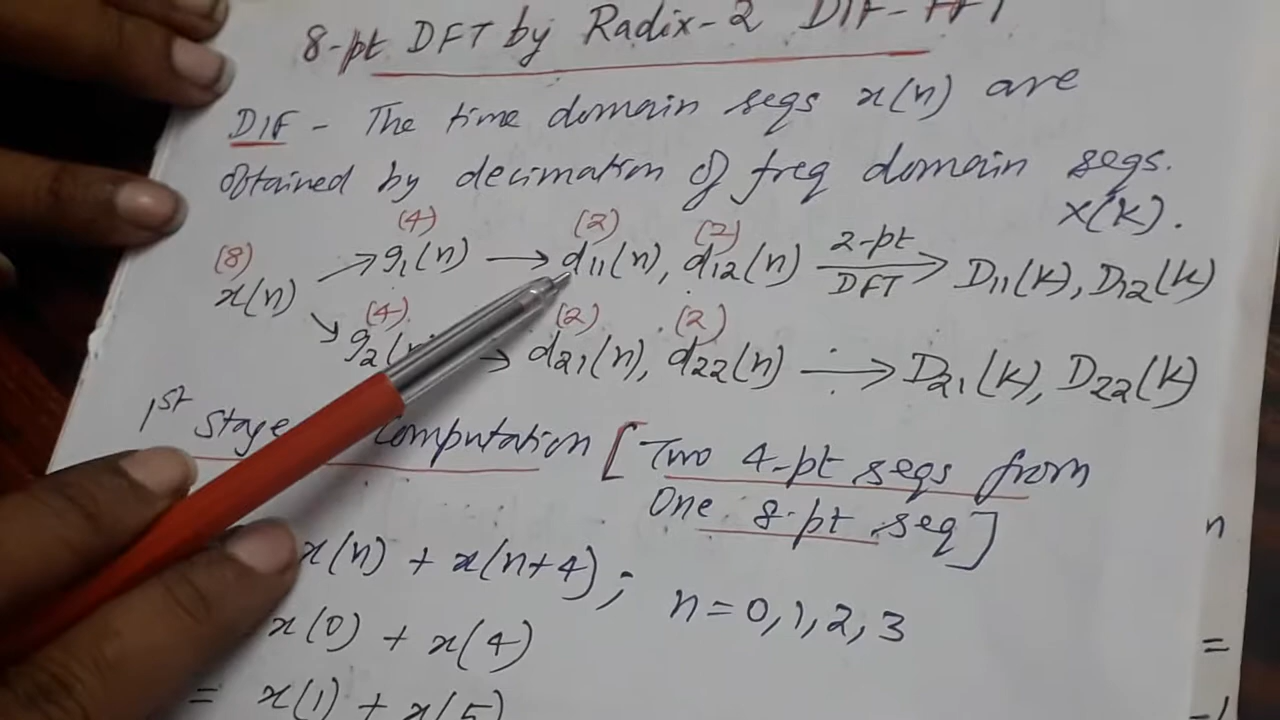 8-pt DFT by Radix-2 DIF-FFT
DIF - The time domain seqs x(n) are
obtained by decimation of freq domain seqs.
X(K).
(8) (4) (2) (2)
x(n) → g1(n) → d11(n), d12(n) 2-pt DFT → D11(K), D12(K)
(4) (2) (2)
↘ g2(n → d21(n), d22(n) → D21(K), D22(K)
1st Stage Computation [Two 4-pt seqs from
One 8-pt seq]
n
x(n) + x(n+4); n=0,1,2,3
x(0) + x(4)
=
= x(1) + x(5)